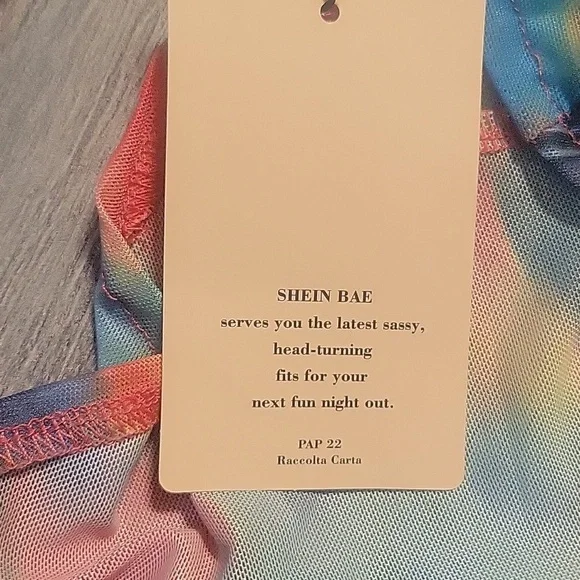 SHEIN BAE
serves you the latest sassy,
head-turning
fits for your
next fun night out.
PAP 22
Raccolta Carta